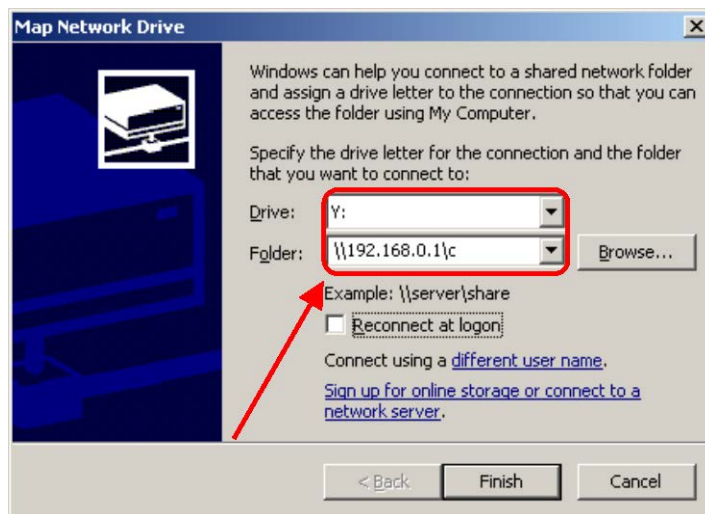 Map Network Drive
Windows can help you connect to a shared network folder
and assign a drive letter to the connection so that you can
access the folder using My Computer.
Specify the drive letter for the connection and the folder
that you want to connect to:
Drive: Y:
Folder: \\192.168.0.1\c Browse...
Example: \\server\share
Reconnect at logon
Connect using a different user name.
Sign up for online storage or connect to a
network server.
< Back Finish Cancel